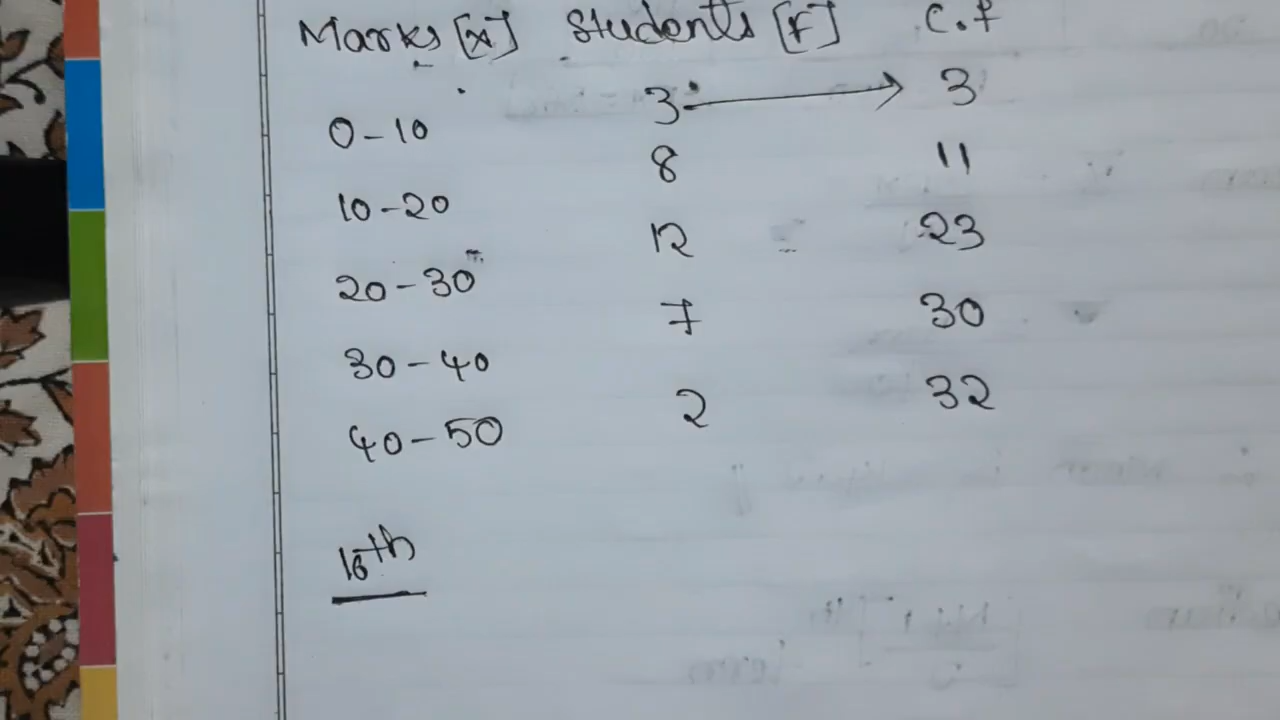 Marks [x] Students [F] C.f
0-10 3 → 3
10-20 8 11
20-30 12 23
30-40 7 30
40-50 2 32
16th